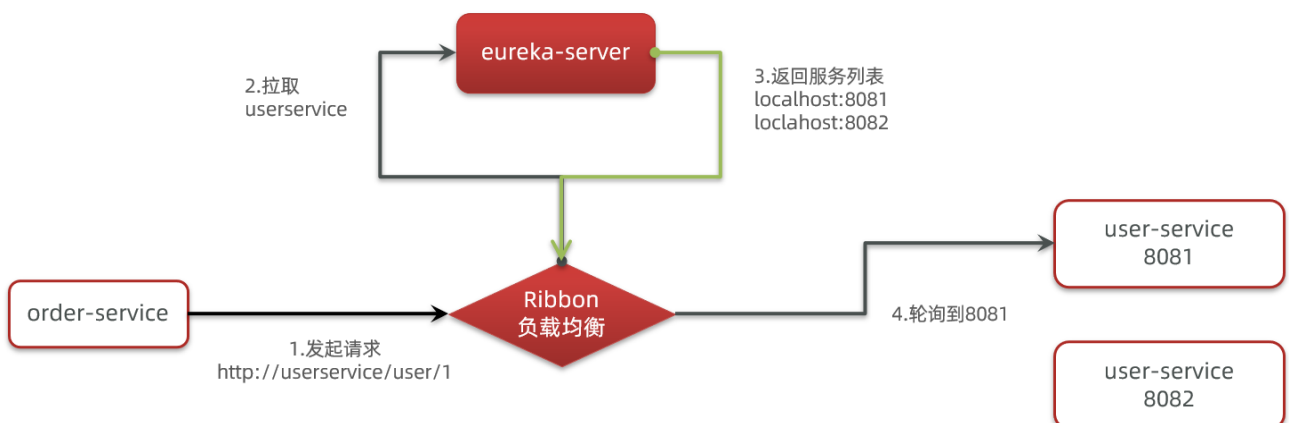 eureka-server
2.拉取
userservice
3.返回服务列表
localhost:8081
loclahost:8082
user-service
8081
order-service
Ribbon
负载均衡
4.轮询到8081
1.发起请求
http://userservice/user/1
user-service
8082